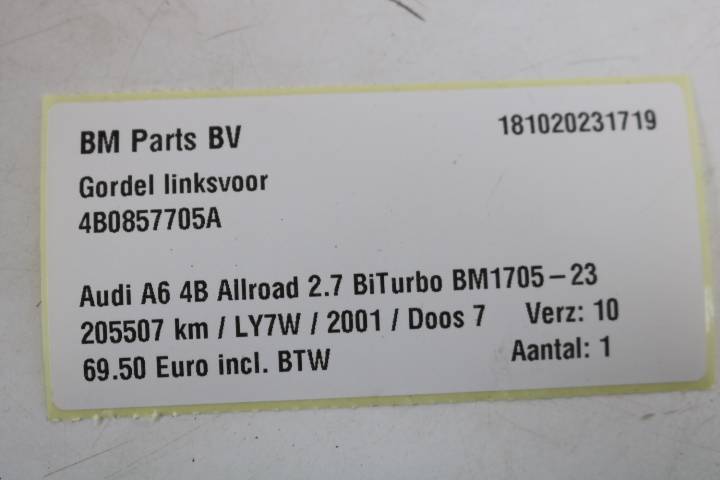 BM Parts BV 181020231719
Gordel linksvoor
4B0857705A
Audi A6 4B Allroad 2.7 BiTurbo BM1705-23
205507 km / LY7W / 2001 / Doos 7 Verz: 10
69.50 Euro incl. BTW Aantal: 1